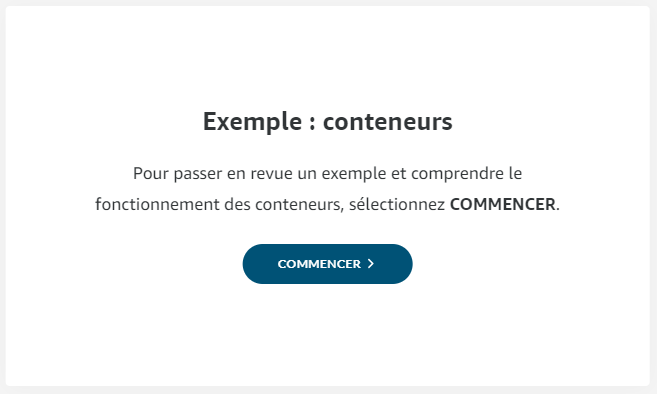 Exemple : conteneurs
Pour passer en revue un exemple et comprendre le
fonctionnement des conteneurs, sélectionnez COMMENCER.
COMMENCER